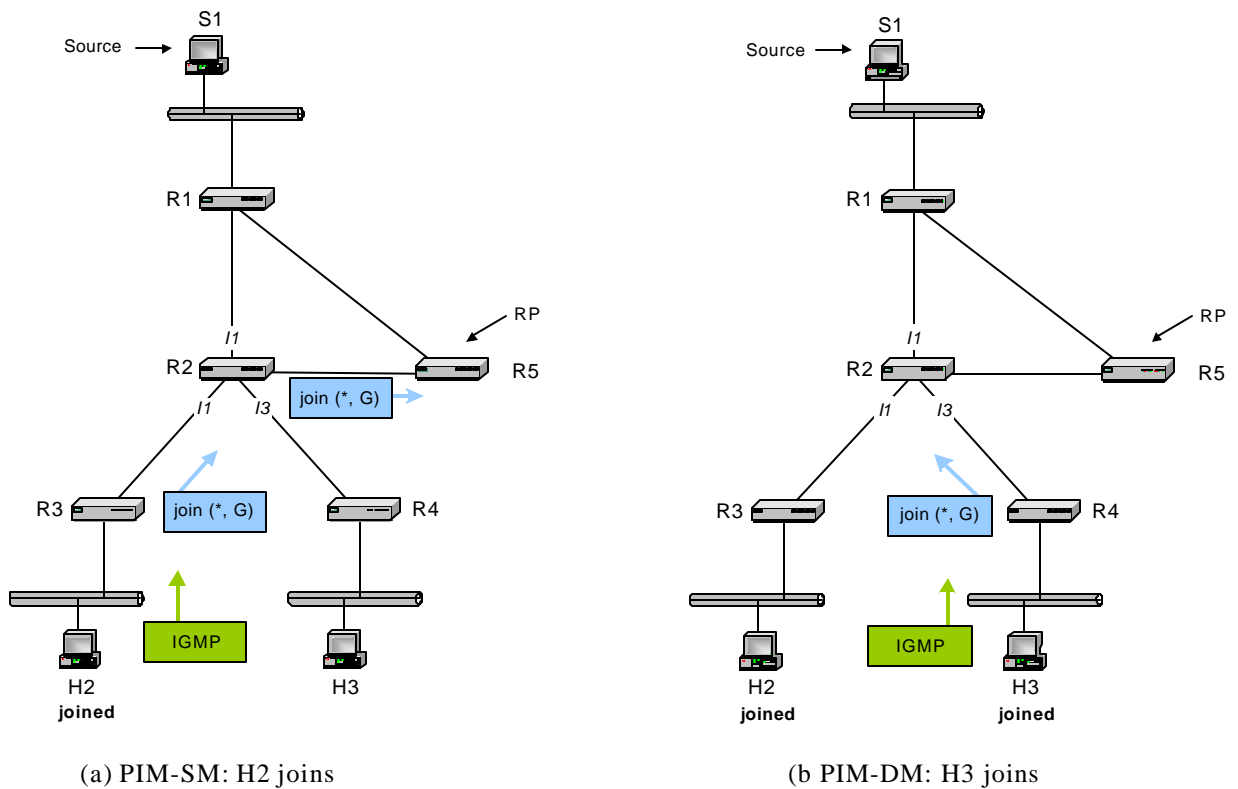 S1
Source
R1
I1
RP
R2
R5
join (*, G)
I1
I3
R3
join (*, G)
R4
IGMP
H2
joined
H3
(a) PIM-SM: H2 joins
S1
Source
R1
I1
RP
R2
R5
I1
I3
R3
join (*, G)
R4
IGMP
H2
joined
H3
joined
(b PIM-DM: H3 joins